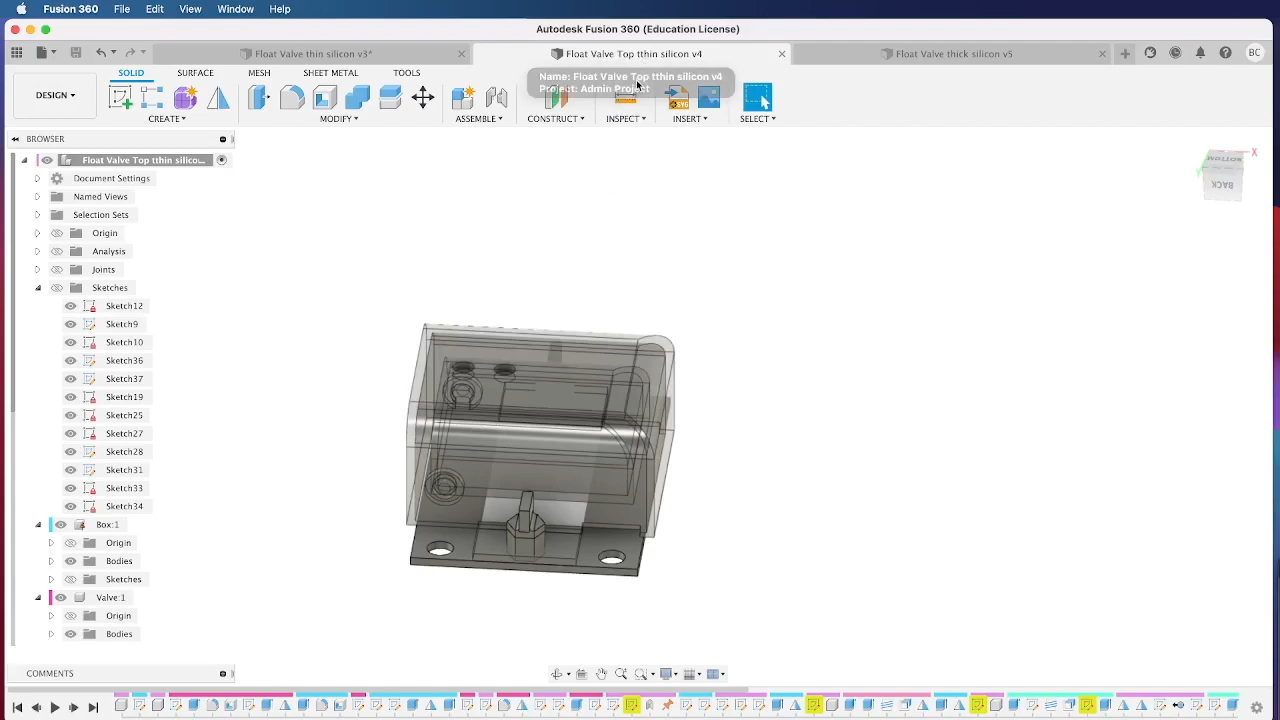 Fusion 360 File Edit View Window Help
Autodesk Fusion 360 (Education License)
Float Valve thin silicon v3*
Float Valve Top tthin silicon v4
Float Valve thick silicon v5
BC
Name: Float Valve Top tthin silicon v4
Project: Admin Project
SOLID SURFACE MESH SHEET METAL TOOLS
DESIGN
CREATE MODIFY ASSEMBLE CONSTRUCT INSPECT INSERT SELECT
SVG
BROWSER
Float Valve Top tthin silico...
Document Settings
Named Views
Selection Sets
Origin
Analysis
Joints
Sketches
Sketch12
Sketch9
Sketch10
Sketch36
Sketch37
Sketch19
Sketch25
Sketch27
Sketch28
Sketch31
Sketch33
Sketch34
Box:1
Origin
Bodies
Sketches
Valve:1
Origin
Bodies
X
Y
BOTTOM
BACK
COMMENTS